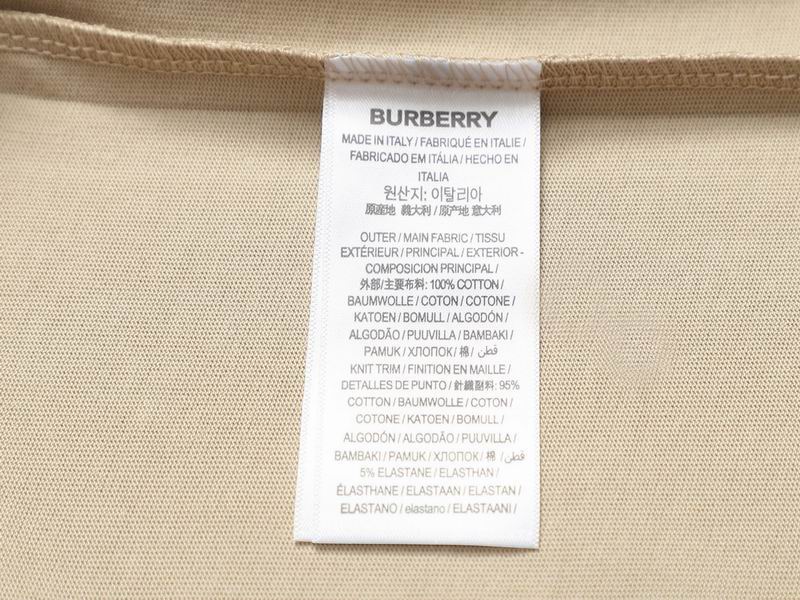 BURBERRY
MADE IN ITALY / FABRIQUÉ EN ITALIE /
FABRICADO EM ITÁLIA / HECHO EN
ITALIA
원산지: 이탈리아
原産地 義大利 / 原产地 意大利
OUTER / MAIN FABRIC / TISSU
EXTÉRIEUR / PRINCIPAL / EXTERIOR -
COMPOSICION PRINCIPAL /
外部/主要布料: 100% COTTON /
BAUMWOLLE / COTON / COTONE /
KATOEN / BOMULL / ALGODÓN /
ALGODÃO / PUUVILLA / BAMBAKI /
PAMUK / ХЛОПОК / 棉 / قطن
KNIT TRIM / FINITION EN MAILLE /
DETALLES DE PUNTO / 針織副料: 95%
COTTON / BAUMWOLLE / COTON /
COTONE / KATOEN / BOMULL /
ALGODÓN / ALGODÃO / PUUVILLA /
BAMBAKI / PAMUK / ХЛОПОК / 棉 / قطن /
5% ELASTANE / ELASTHAN /
ÉLASTHANE / ELASTAAN / ELASTAN /
ELASTANO / elastano / ELASTAANI /